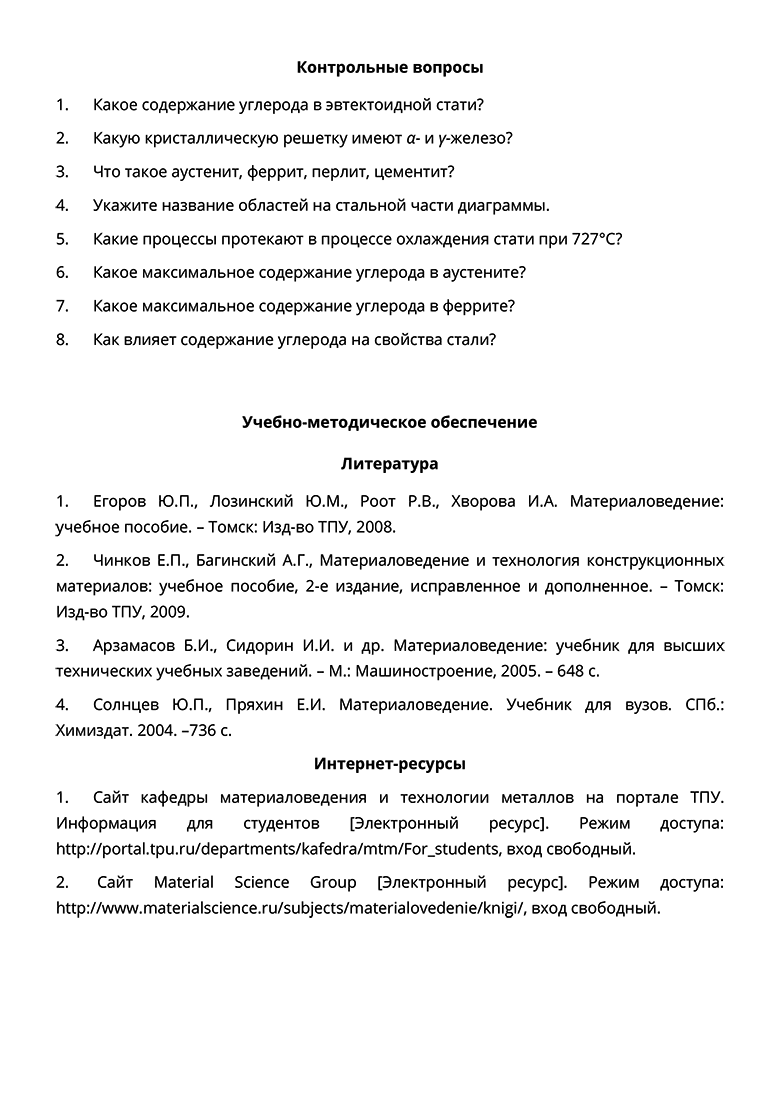 Контрольные вопросы
1. Какое содержание углерода в эвтектоидной стати?
2. Какую кристаллическую решетку имеют α- и γ-железо?
3. Что такое аустенит, феррит, перлит, цементит?
4. Укажите название областей на стальной части диаграммы.
5. Какие процессы протекают в процессе охлаждения стати при 727°С?
6. Какое максимальное содержание углерода в аустените?
7. Какое максимальное содержание углерода в феррите?
8. Как влияет содержание углерода на свойства стали?
Учебно-методическое обеспечение
Литература
1. Егоров Ю.П., Лозинский Ю.М., Роот Р.В., Хворова И.А. Материаловедение:
учебное пособие. – Томск: Изд-во ТПУ, 2008.
2. Чинков Е.П., Багинский А.Г., Материаловедение и технология конструкционных
материалов: учебное пособие, 2-е издание, исправленное и дополненное. – Томск:
Изд-во ТПУ, 2009.
3. Арзамасов Б.И., Сидорин И.И. и др. Материаловедение: учебник для высших
технических учебных заведений. – М.: Машиностроение, 2005. – 648 с.
4. Солнцев Ю.П., Пряхин Е.И. Материаловедение. Учебник для вузов. СПб.:
Химиздат. 2004. –736 с.
Интернет-ресурсы
1. Сайт кафедры материаловедения и технологии металлов на портале ТПУ.
Информация для студентов [Электронный ресурс]. Режим доступа:
http://portal.tpu.ru/departments/kafedra/mtm/For_students, вход свободный.
2. Сайт Material Science Group [Электронный ресурс]. Режим доступа:
http://www.materialscience.ru/subjects/materialovedenie/knigi/, вход свободный.